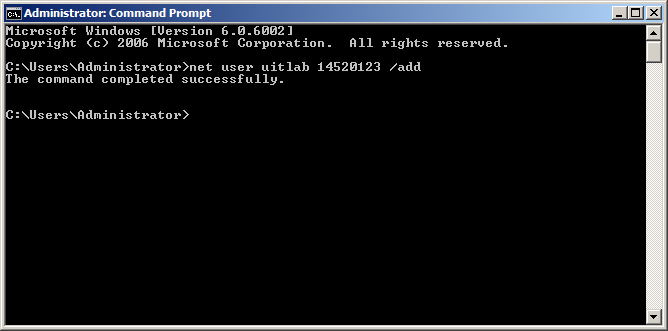 Administrator: Command Prompt
Microsoft Windows [Version 6.0.6002]
Copyright (c) 2006 Microsoft Corporation.  All rights reserved.
C:\Users\Administrator>net user uitlab 14520123 /add
The command completed successfully.
C:\Users\Administrator>